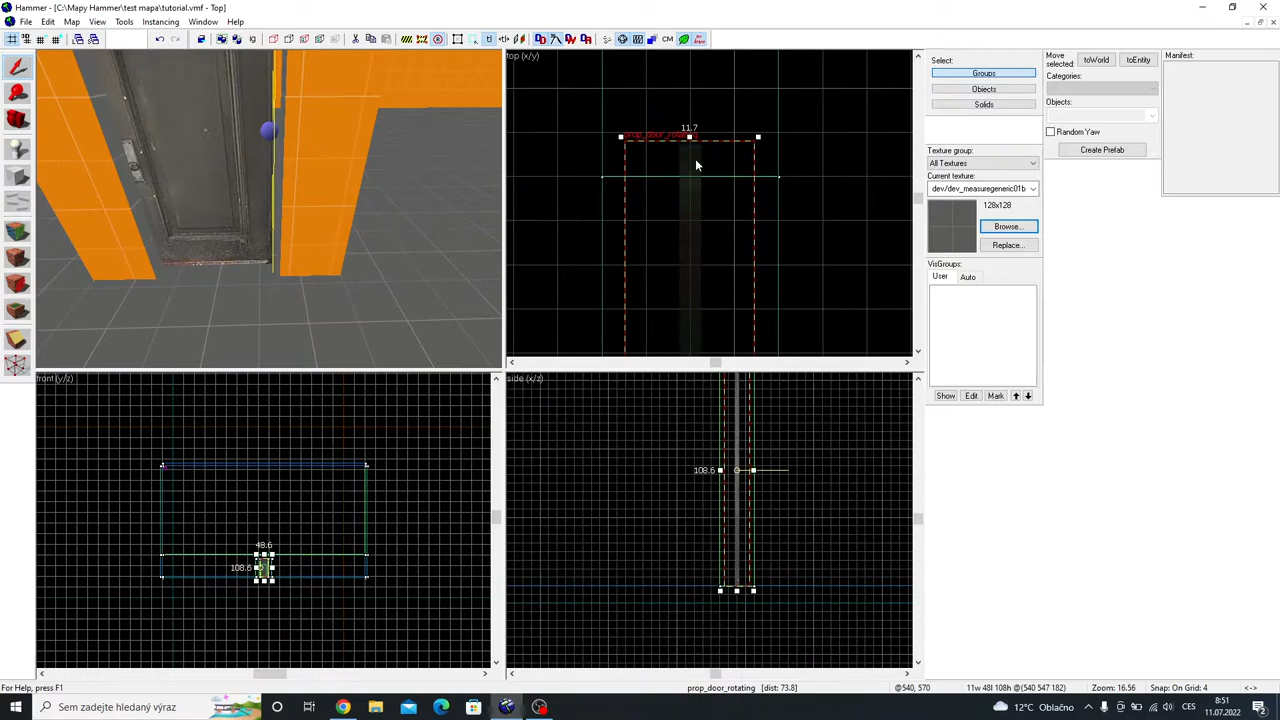 Hammer - [C:\Mapy Hammer\test mapa\tutorial.vmf - Top]
File Edit Map View Tools Instancing Window Help
top (x/y)
11.7
prop_door_rotating
front (y/z)
48.6
108.6
side (x/z)
108.6
Select:
Groups
Objects
Solids
Texture group:
All Textures
Current texture:
dev/dev_measuregeneric01b
128x128
Browse...
Replace...
VisGroups:
User Auto
Show Edit Mark
Move selected:
toWorld toEntity
Categories:
Objects:
Random Yaw
Create Prefab
Manifest:
For Help, press F1
prop_door_rotating [dist: 73.8]
@540, 570
11w 48l 108h @(540 547 182)
Zoom: 16.56
Snap: On Grid: 4
<->
Sem zadejte hledaný výraz
12°C Oblačno
CES
8:51
11.07.2022